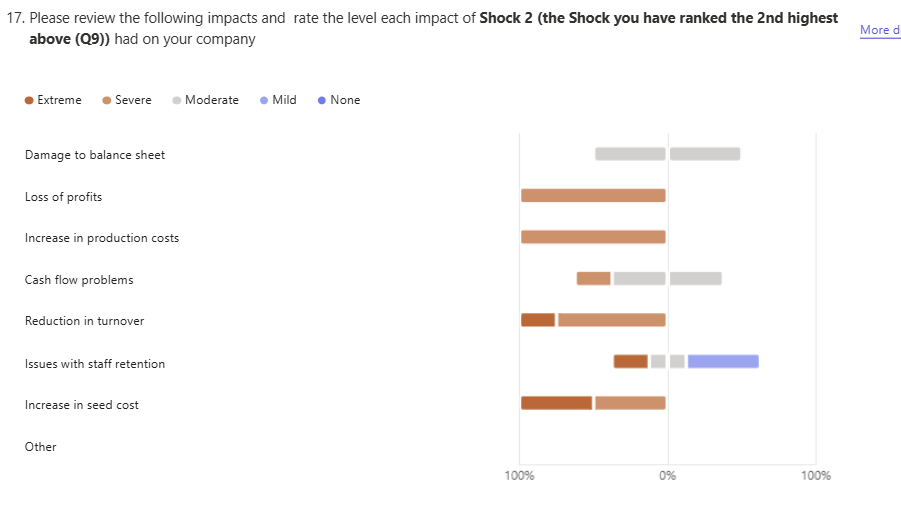 17. Please review the following impacts and rate the level each impact of Shock 2 (the Shock you have ranked the 2nd highest
above (Q9)) had on your company
More d
Extreme Severe Moderate Mild None
Damage to balance sheet
Loss of profits
Increase in production costs
Cash flow problems
Reduction in turnover
Issues with staff retention
Increase in seed cost
Other
100% 0% 100%